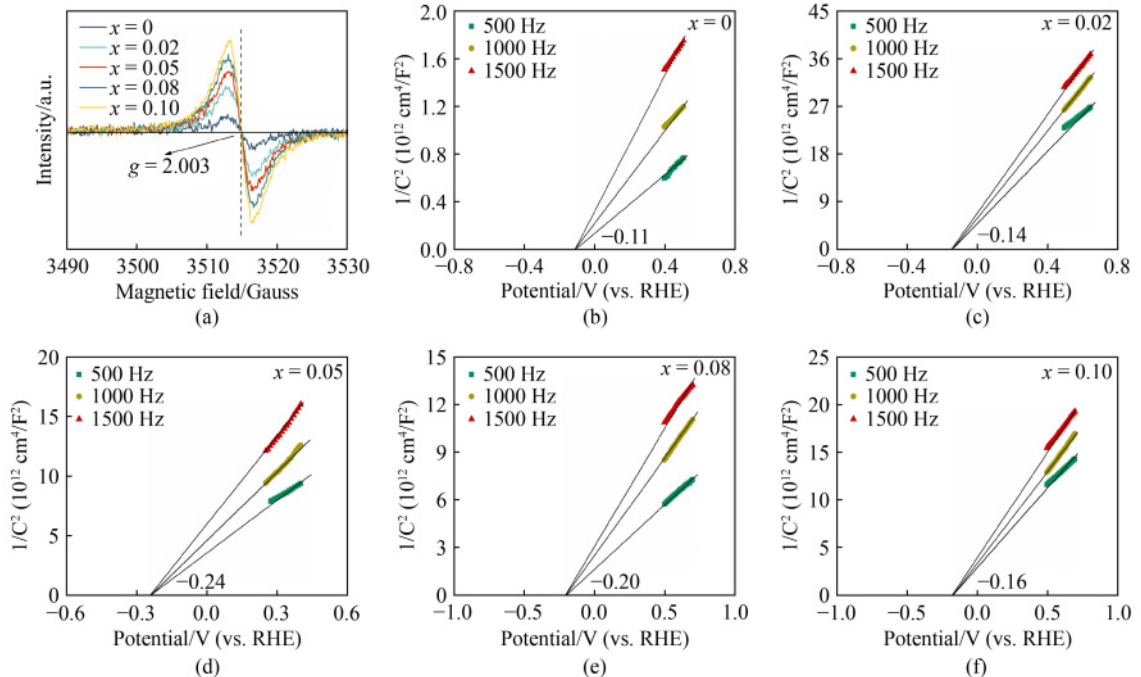 x = 0
x = 0.02
x = 0.05
x = 0.08
x = 0.10
g = 2.003
Intensity/a.u.
3490 3500 3510 3520 3530
Magnetic field/Gauss
(a)
x = 0
500 Hz
1000 Hz
1500 Hz
2.0
1.6
1.2
0.8
0.4
0.0
1/C² (10¹² cm⁴/F²)
−0.11
−0.8 −0.4 0.0 0.4 0.8
Potential/V (vs. RHE)
(b)
x = 0.02
500 Hz
1000 Hz
1500 Hz
45
36
27
18
9
0
1/C² (10¹² cm⁴/F²)
−0.14
−0.8 −0.4 0.0 0.4 0.8
Potential/V (vs. RHE)
(c)
x = 0.05
500 Hz
1000 Hz
1500 Hz
20
15
10
5
0
1/C² (10¹² cm⁴/F²)
−0.24
−0.6 −0.3 0.0 0.3 0.6
Potential/V (vs. RHE)
(d)
x = 0.08
500 Hz
1000 Hz
1500 Hz
15
12
9
6
3
0
1/C² (10¹² cm⁴/F²)
−0.20
−1.0 −0.5 0.0 0.5 1.0
Potential/V (vs. RHE)
(e)
x = 0.10
500 Hz
1000 Hz
1500 Hz
25
20
15
10
5
0
1/C² (10¹² cm⁴/F²)
−0.16
−1.0 −0.5 0.0 0.5 1.0
Potential/V (vs. RHE)
(f)